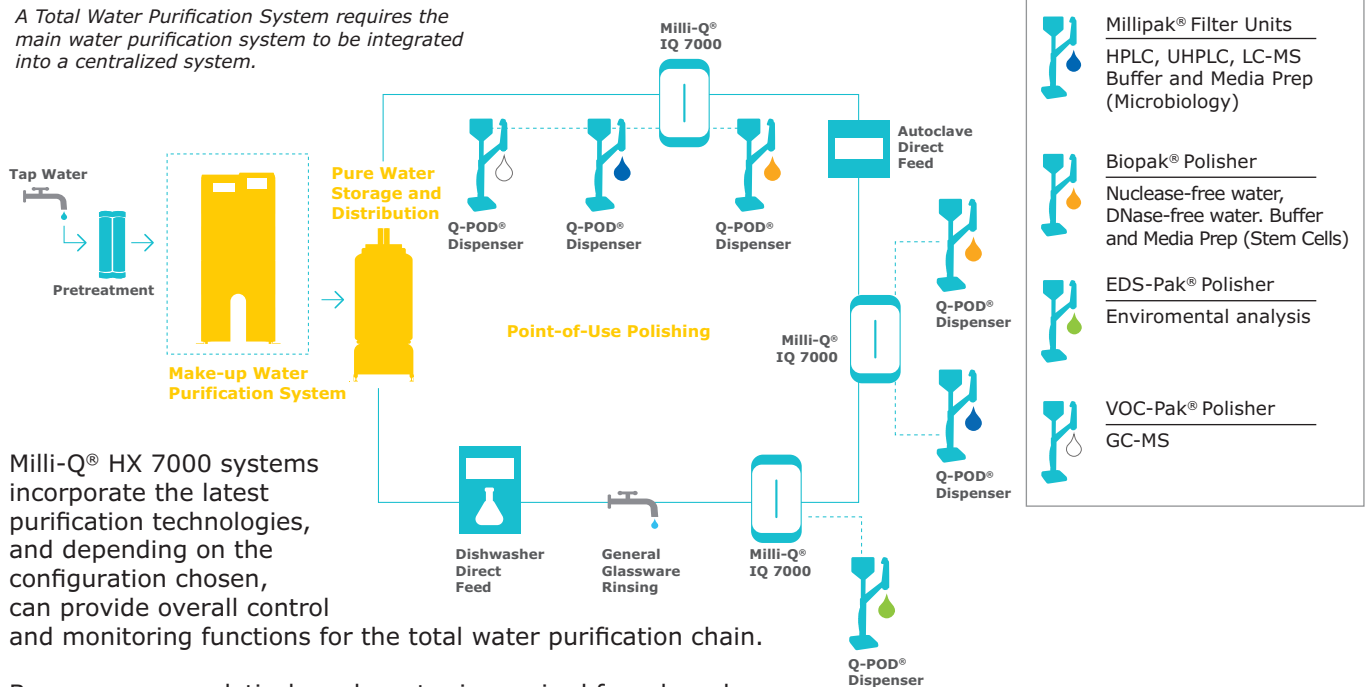 A Total Water Purification System requires the
main water purification system to be integrated
into a centralized system.
Tap Water
Pretreatment
Make-up Water
Purification System
Pure Water
Storage and
Distribution
Milli-Q®
IQ 7000
Q-POD®
Dispenser
Q-POD®
Dispenser
Q-POD®
Dispenser
Autoclave
Direct
Feed
Point-of-Use Polishing
Q-POD®
Dispenser
Milli-Q®
IQ 7000
Q-POD®
Dispenser
Dishwasher
Direct
Feed
General
Glassware
Rinsing
Milli-Q®
IQ 7000
Q-POD®
Dispenser
Millipak® Filter Units
HPLC, UHPLC, LC-MS
Buffer and Media Prep
(Microbiology)
Biopak® Polisher
Nuclease-free water,
DNase-free water. Buffer
and Media Prep (Stem Cells)
EDS-Pak® Polisher
Enviromental analysis
VOC-Pak® Polisher
GC-MS
Milli-Q® HX 7000 systems
incorporate the latest
purification technologies,
and depending on the
configuration chosen,
can provide overall control
and monitoring functions for the total water purification chain.